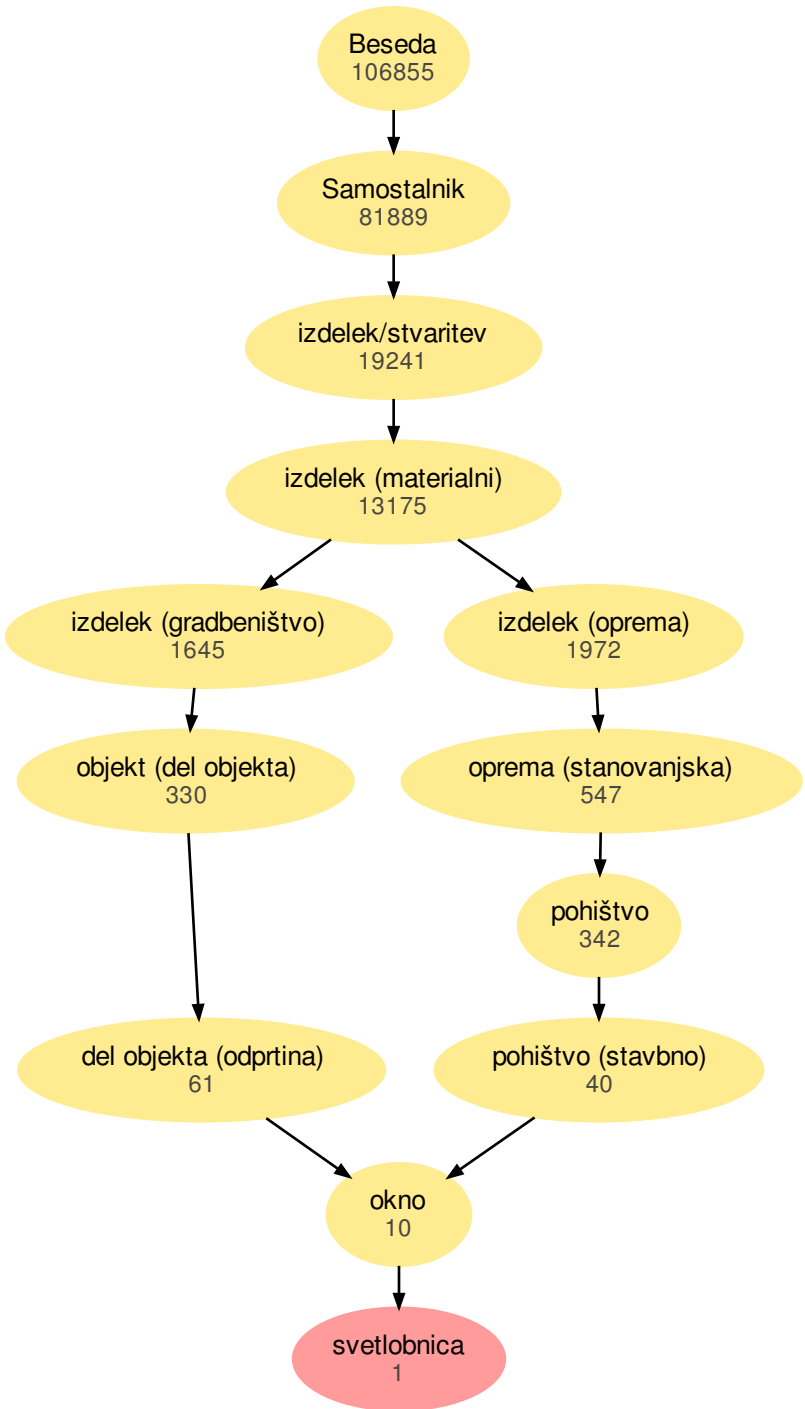 Beseda
106855
Samostalnik
81889
izdelek/stvaritev
19241
izdelek (materialni)
13175
izdelek (gradbeništvo)
1645
izdelek (oprema)
1972
objekt (del objekta)
330
oprema (stanovanjska)
547
pohištvo
342
del objekta (odprtina)
61
pohištvo (stavbno)
40
okno
10
svetlobnica
1